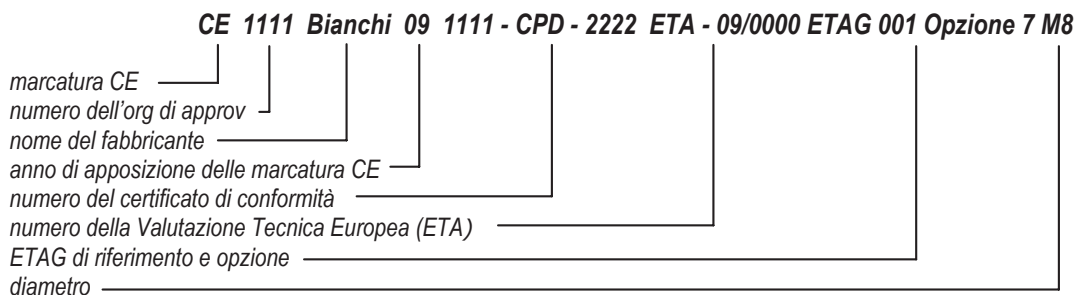 CE 1111 Bianchi 09 1111 - CPD - 2222 ETA - 09/0000 ETAG 001 Opzione 7 M8
marcatura CE
numero dell'org di approv
nome del fabbricante
anno di apposizione delle marcatura CE
numero del certificato di conformità
numero della Valutazione Tecnica Europea (ETA)
ETAG di riferimento e opzione
diametro